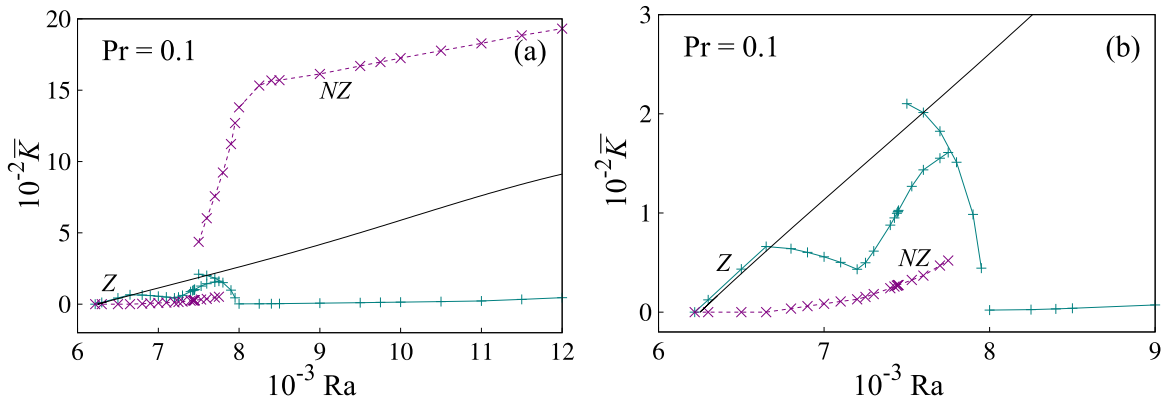 Pr = 0.1
(a)
20
15
10
5
0
10⁻² K̅
NZ
Z
6 7 8 9 10 11 12
10⁻³ Ra
Pr = 0.1
(b)
3
2
1
0
10⁻² K̅
Z
NZ
6 7 8 9
10⁻³ Ra